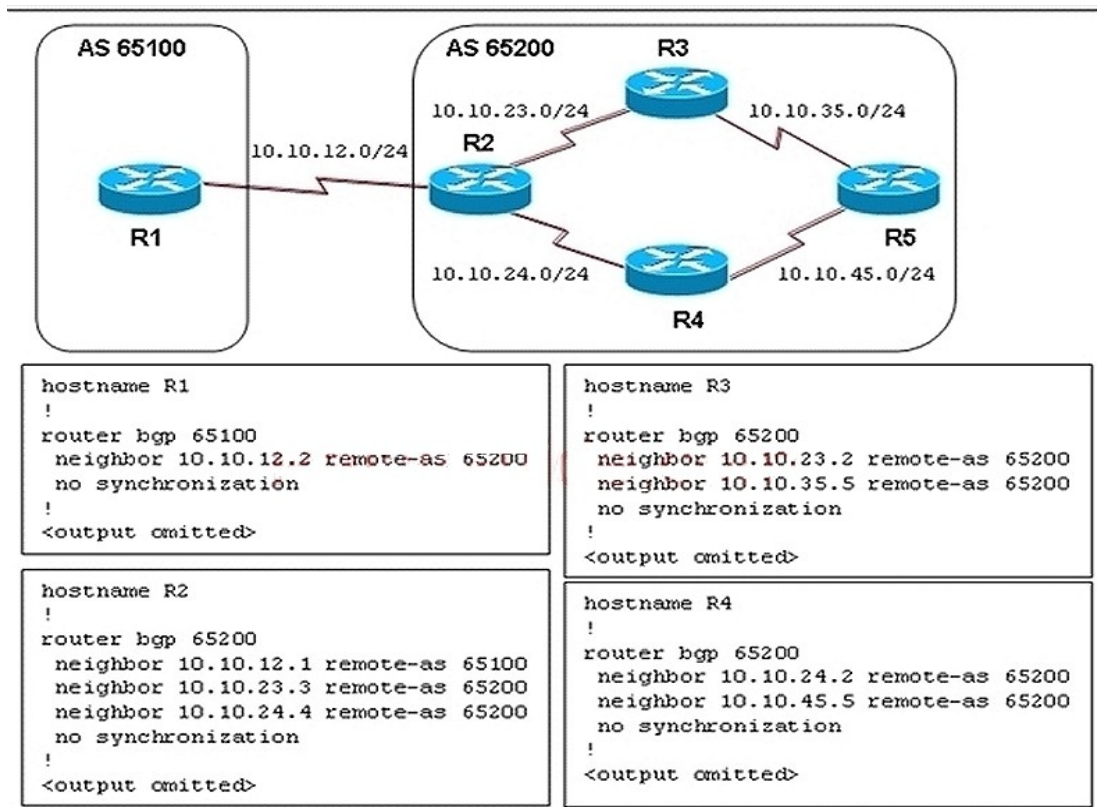 AS 65100
AS 65200
R3
10.10.23.0/24
10.10.35.0/24
R2
10.10.12.0/24
R1
R5
10.10.24.0/24
10.10.45.0/24
R4
hostname R1
!
router bgp 65100
neighbor 10.10.12.2 remote-as 65200
no synchronization
!
<output omitted>
hostname R3
!
router bgp 65200
neighbor 10.10.23.2 remote-as 65200
neighbor 10.10.35.5 remote-as 65200
no synchronization
!
<output omitted>
hostname R2
!
router bgp 65200
neighbor 10.10.12.1 remote-as 65100
neighbor 10.10.23.3 remote-as 65200
neighbor 10.10.24.4 remote-as 65200
no synchronization
!
<output omitted>
hostname R4
!
router bgp 65200
neighbor 10.10.24.2 remote-as 65200
neighbor 10.10.45.5 remote-as 65200
no synchronization
!
<output omitted>